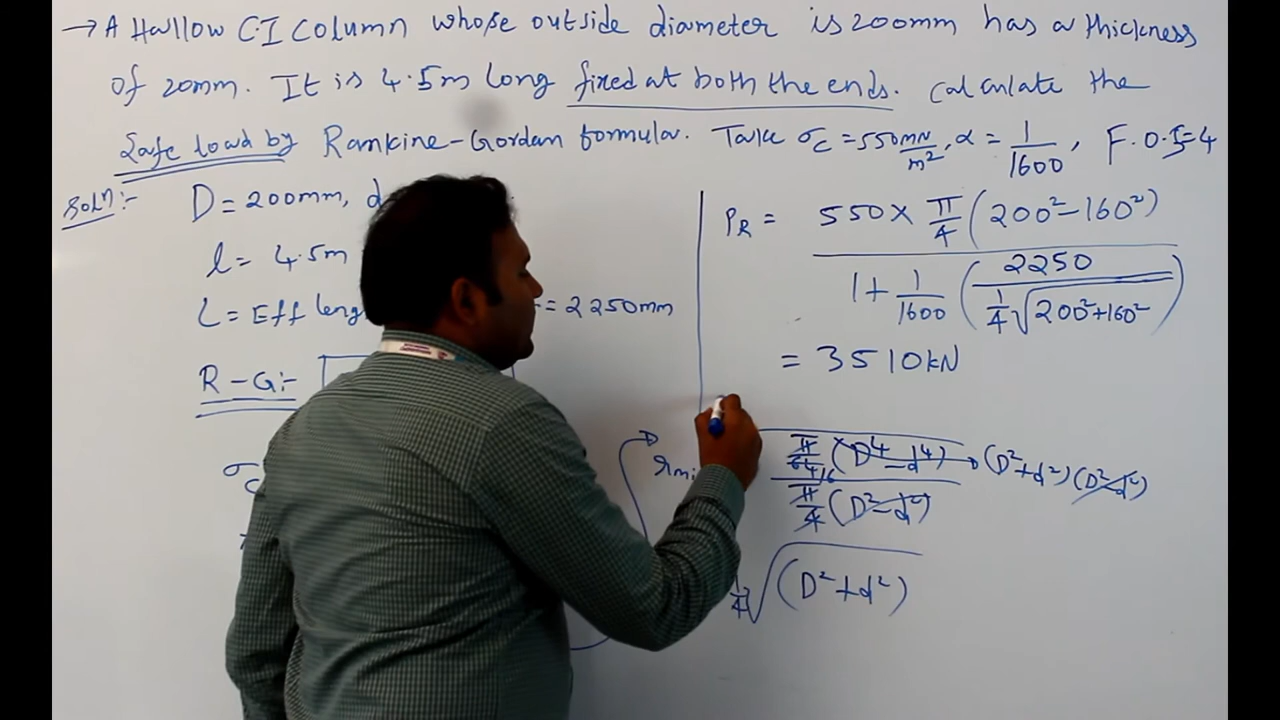 → A Hallow C.I Column whose outside diameter is 200mm has a thickness
of 20mm. It is 4.5m long fixed at both the ends. Calculate the
Safe load by Rankine-Gordan formula. Take σc = 550 MN/m², α = 1/1600, F.O.S = 4
Soln:- D = 200mm, d
l = 4.5m
L = Eff leng = 2250mm
R-G:-
σc
PR = 550 × π/4 (200² - 160²) / 1 + 1/1600 (2250 / 1/4 √200² + 160²)
= 3510 kN
rmi π/64 × (D⁴ - d⁴) → (D² + d²) (D² - d²)
16
π/4 (D² - d²)
1/4 √(D² + d²)